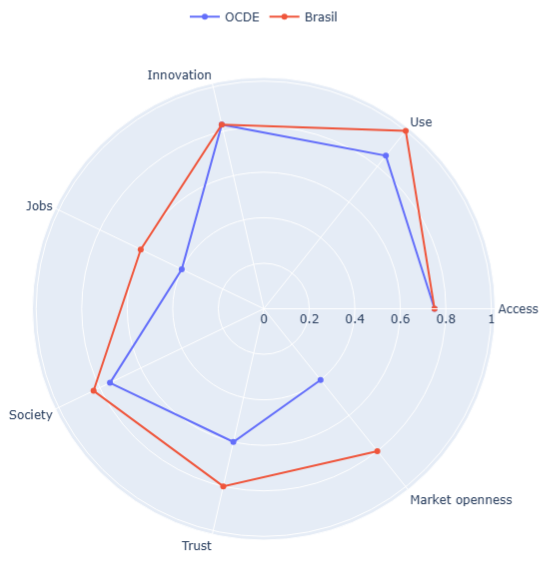 OCDE
Brasil
Innovation
Use
Jobs
Access
0 0.2 0.4 0.6 0.8 1
Society
Market openness
Trust